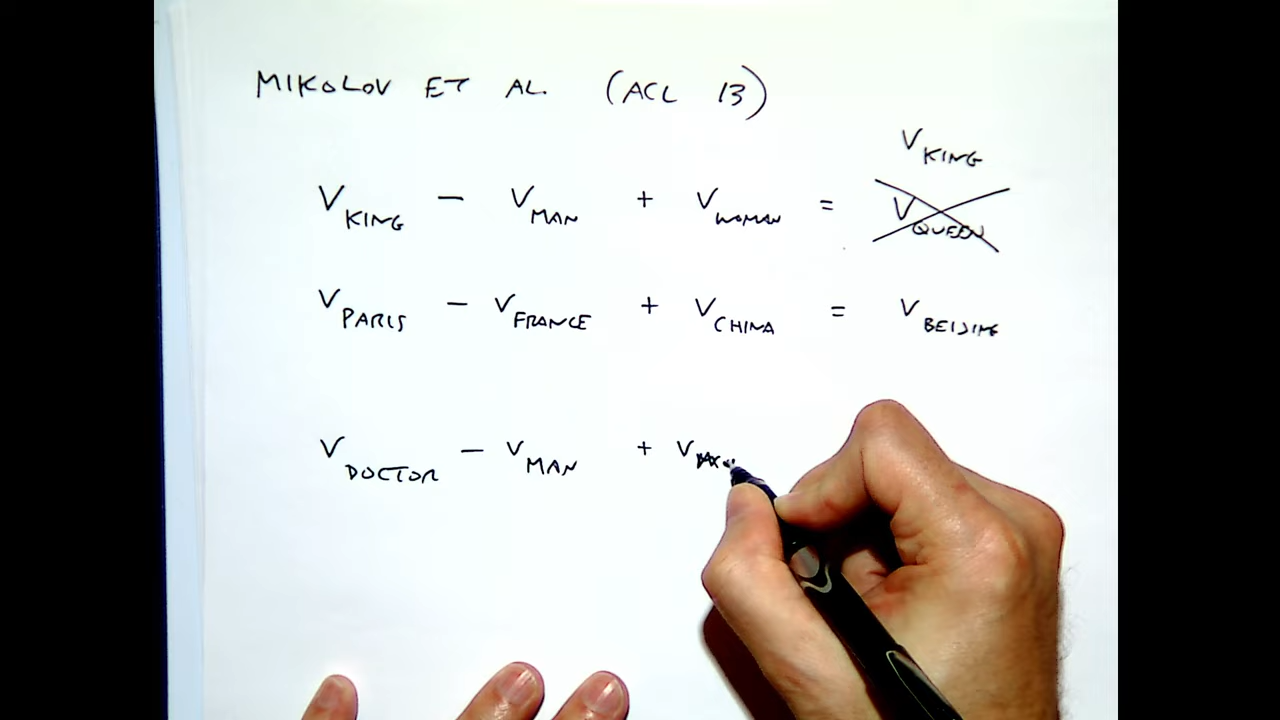 MIKOLOV ET AL. (ACL 13)
V KING
V KING - V MAN + V WOMAN = V QUEEN
V PARIS - V FRANCE + V CHINA = V BEIJING
V DOCTOR - V MAN + V